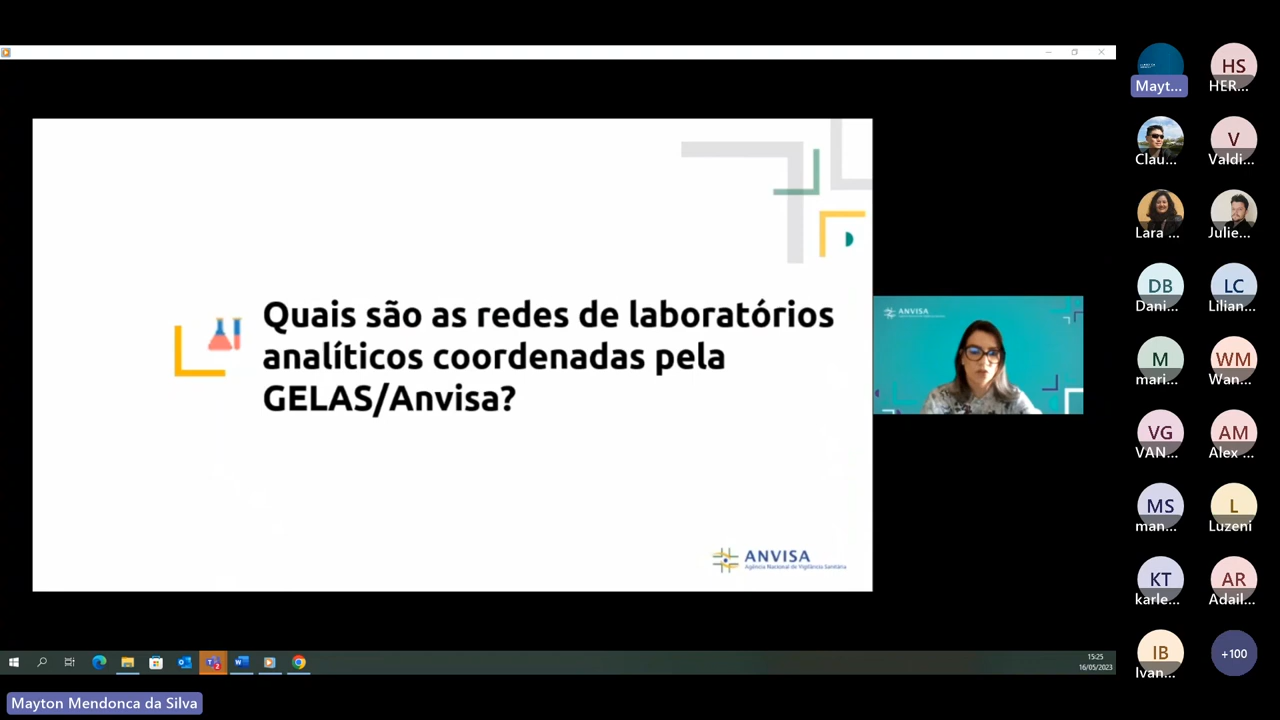 Quais são as redes de laboratórios
analíticos coordenadas pela
GELAS/Anvisa?
ANVISA
Agência Nacional de Vigilância Sanitária
ANVISA
Mayt...
HS
HER...
Clau...
V
Valdi...
Lara ...
Julie...
DB
Dani...
LC
Lilian...
M
mari...
WM
Wan...
VG
VAN...
AM
Alex ...
MS
man...
L
Luzeni
KT
karle...
AR
Adail...
IB
Ivan...
+100
15:25
16/05/2023
Mayton Mendonca da Silva